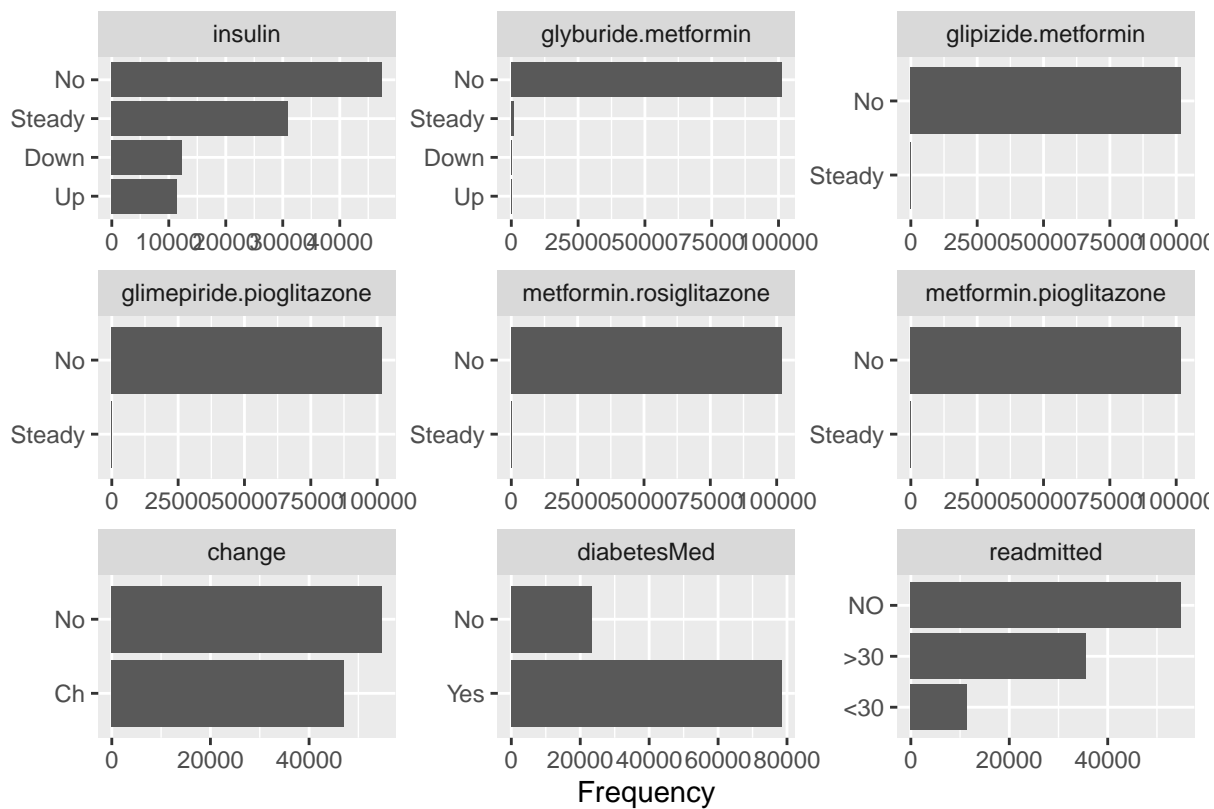 insulin
No
Steady
Down
Up
0 10000 20000 30000 40000
glyburide.metformin
No
Steady
Down
Up
0 25000 50000 75000 100000
glipizide.metformin
No
Steady
0 25000 50000 75000 100000
glimepiride.pioglitazone
No
Steady
0 25000 50000 75000 100000
metformin.rosiglitazone
No
Steady
0 25000 50000 75000 100000
metformin.pioglitazone
No
Steady
0 25000 50000 75000 100000
change
No
Ch
0 20000 40000
diabetesMed
No
Yes
0 20000 40000 60000 80000
readmitted
NO
>30
<30
0 20000 40000
Frequency